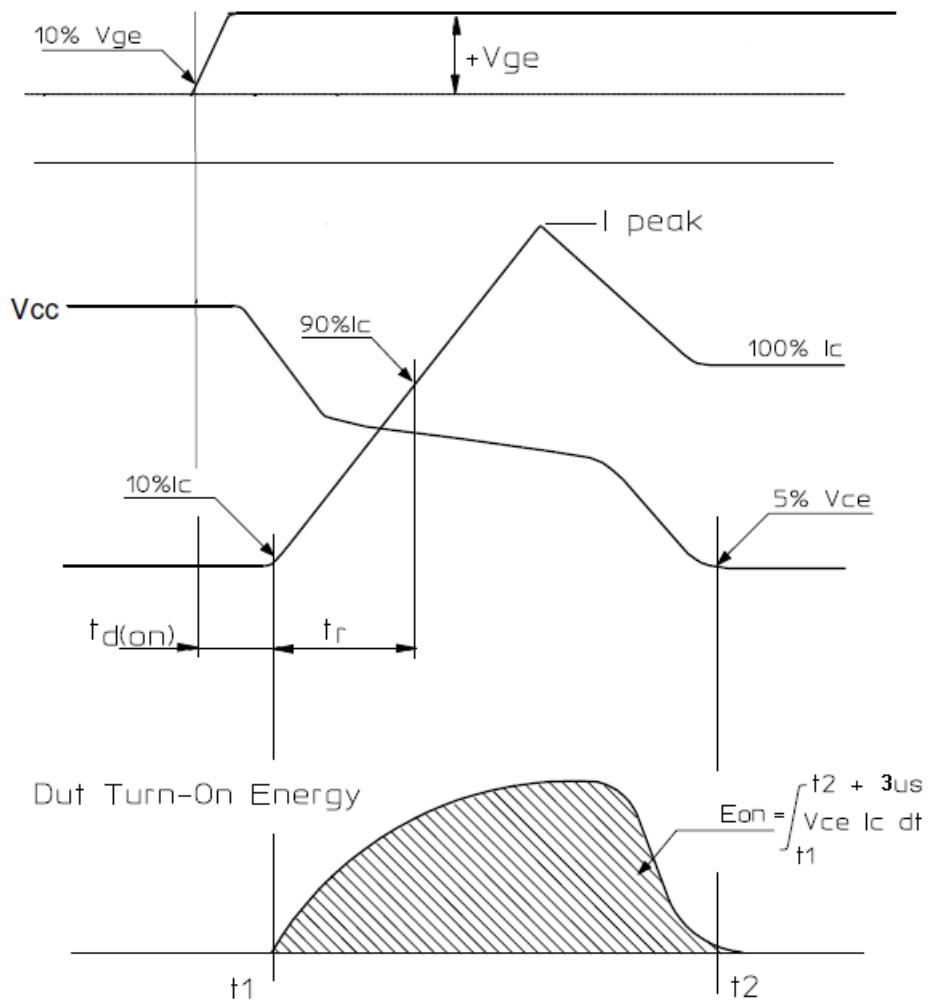 10% Vge
+Vge
I peak
Vcc
90%Ic
100% Ic
10%Ic
5% Vce
td(on)
tr
Dut Turn-On Energy
t2 + 3us
Eon = ∫ Vce Ic dt
t1
t1
t2